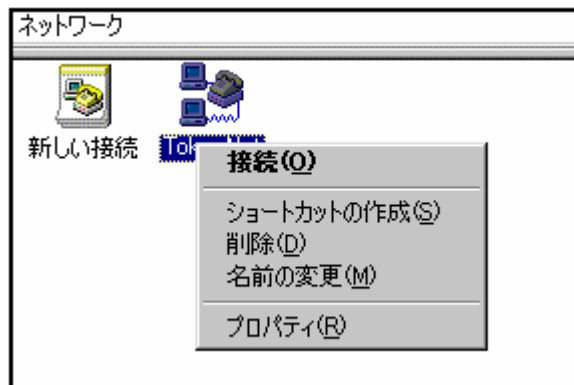 ネットワーク
新しい接続
接続(O)
ショートカットの作成(S)
削除(D)
名前の変更(M)
プロパティ(R)